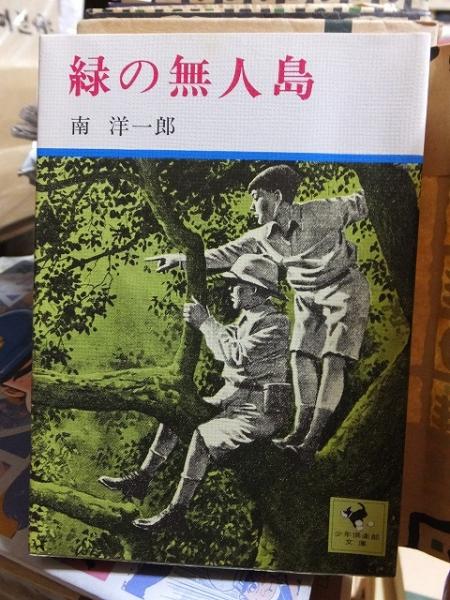 緑の無人島
南 洋一郎
少年倶楽部
文庫